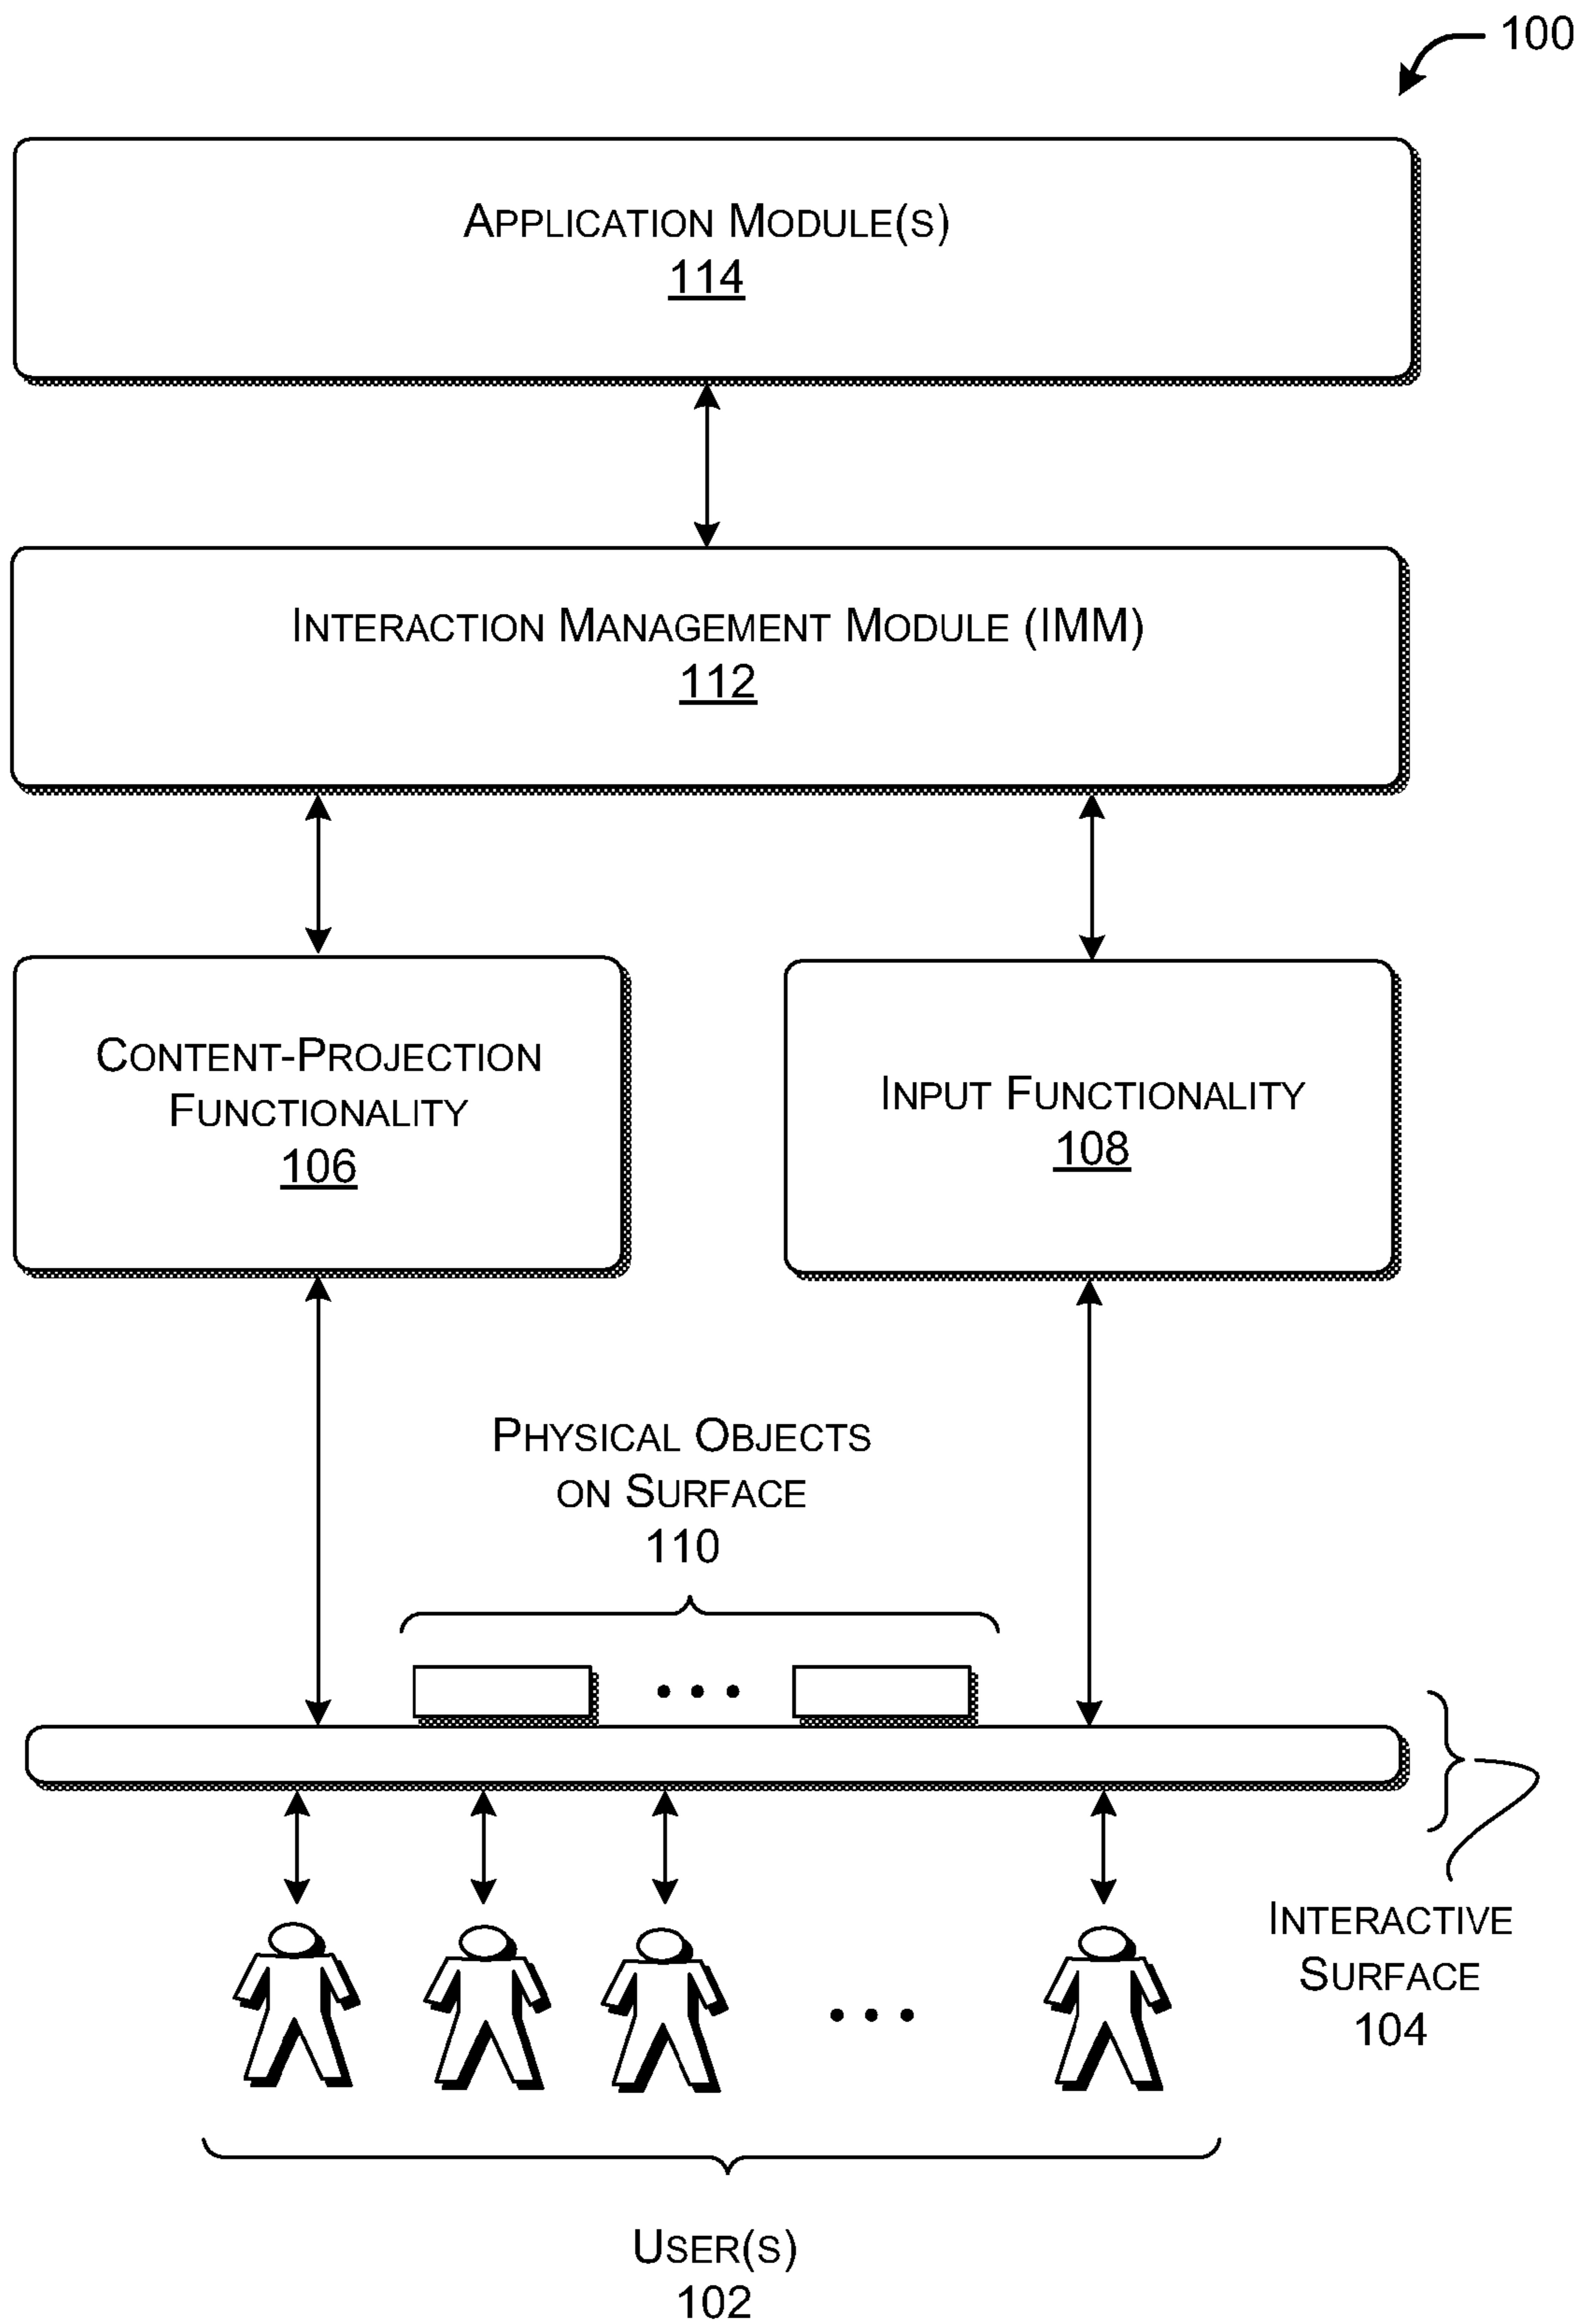 100
APPLICATION MODULE(S)
114
INTERACTION MANAGEMENT MODULE (IMM)
112
CONTENT-PROJECTION
FUNCTIONALITY
106
INPUT FUNCTIONALITY
108
PHYSICAL OBJECTS
ON SURFACE
110
INTERACTIVE
SURFACE
104
USER(S)
102